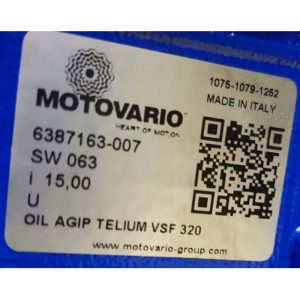 1075-1079-1252
MADE IN ITALY
MOTOVARIO®
HEART OF MOTION
6387163-007
SW 063
i 15,00
U
OIL AGIP TELIUM VSF 320
www.motovario-group.com